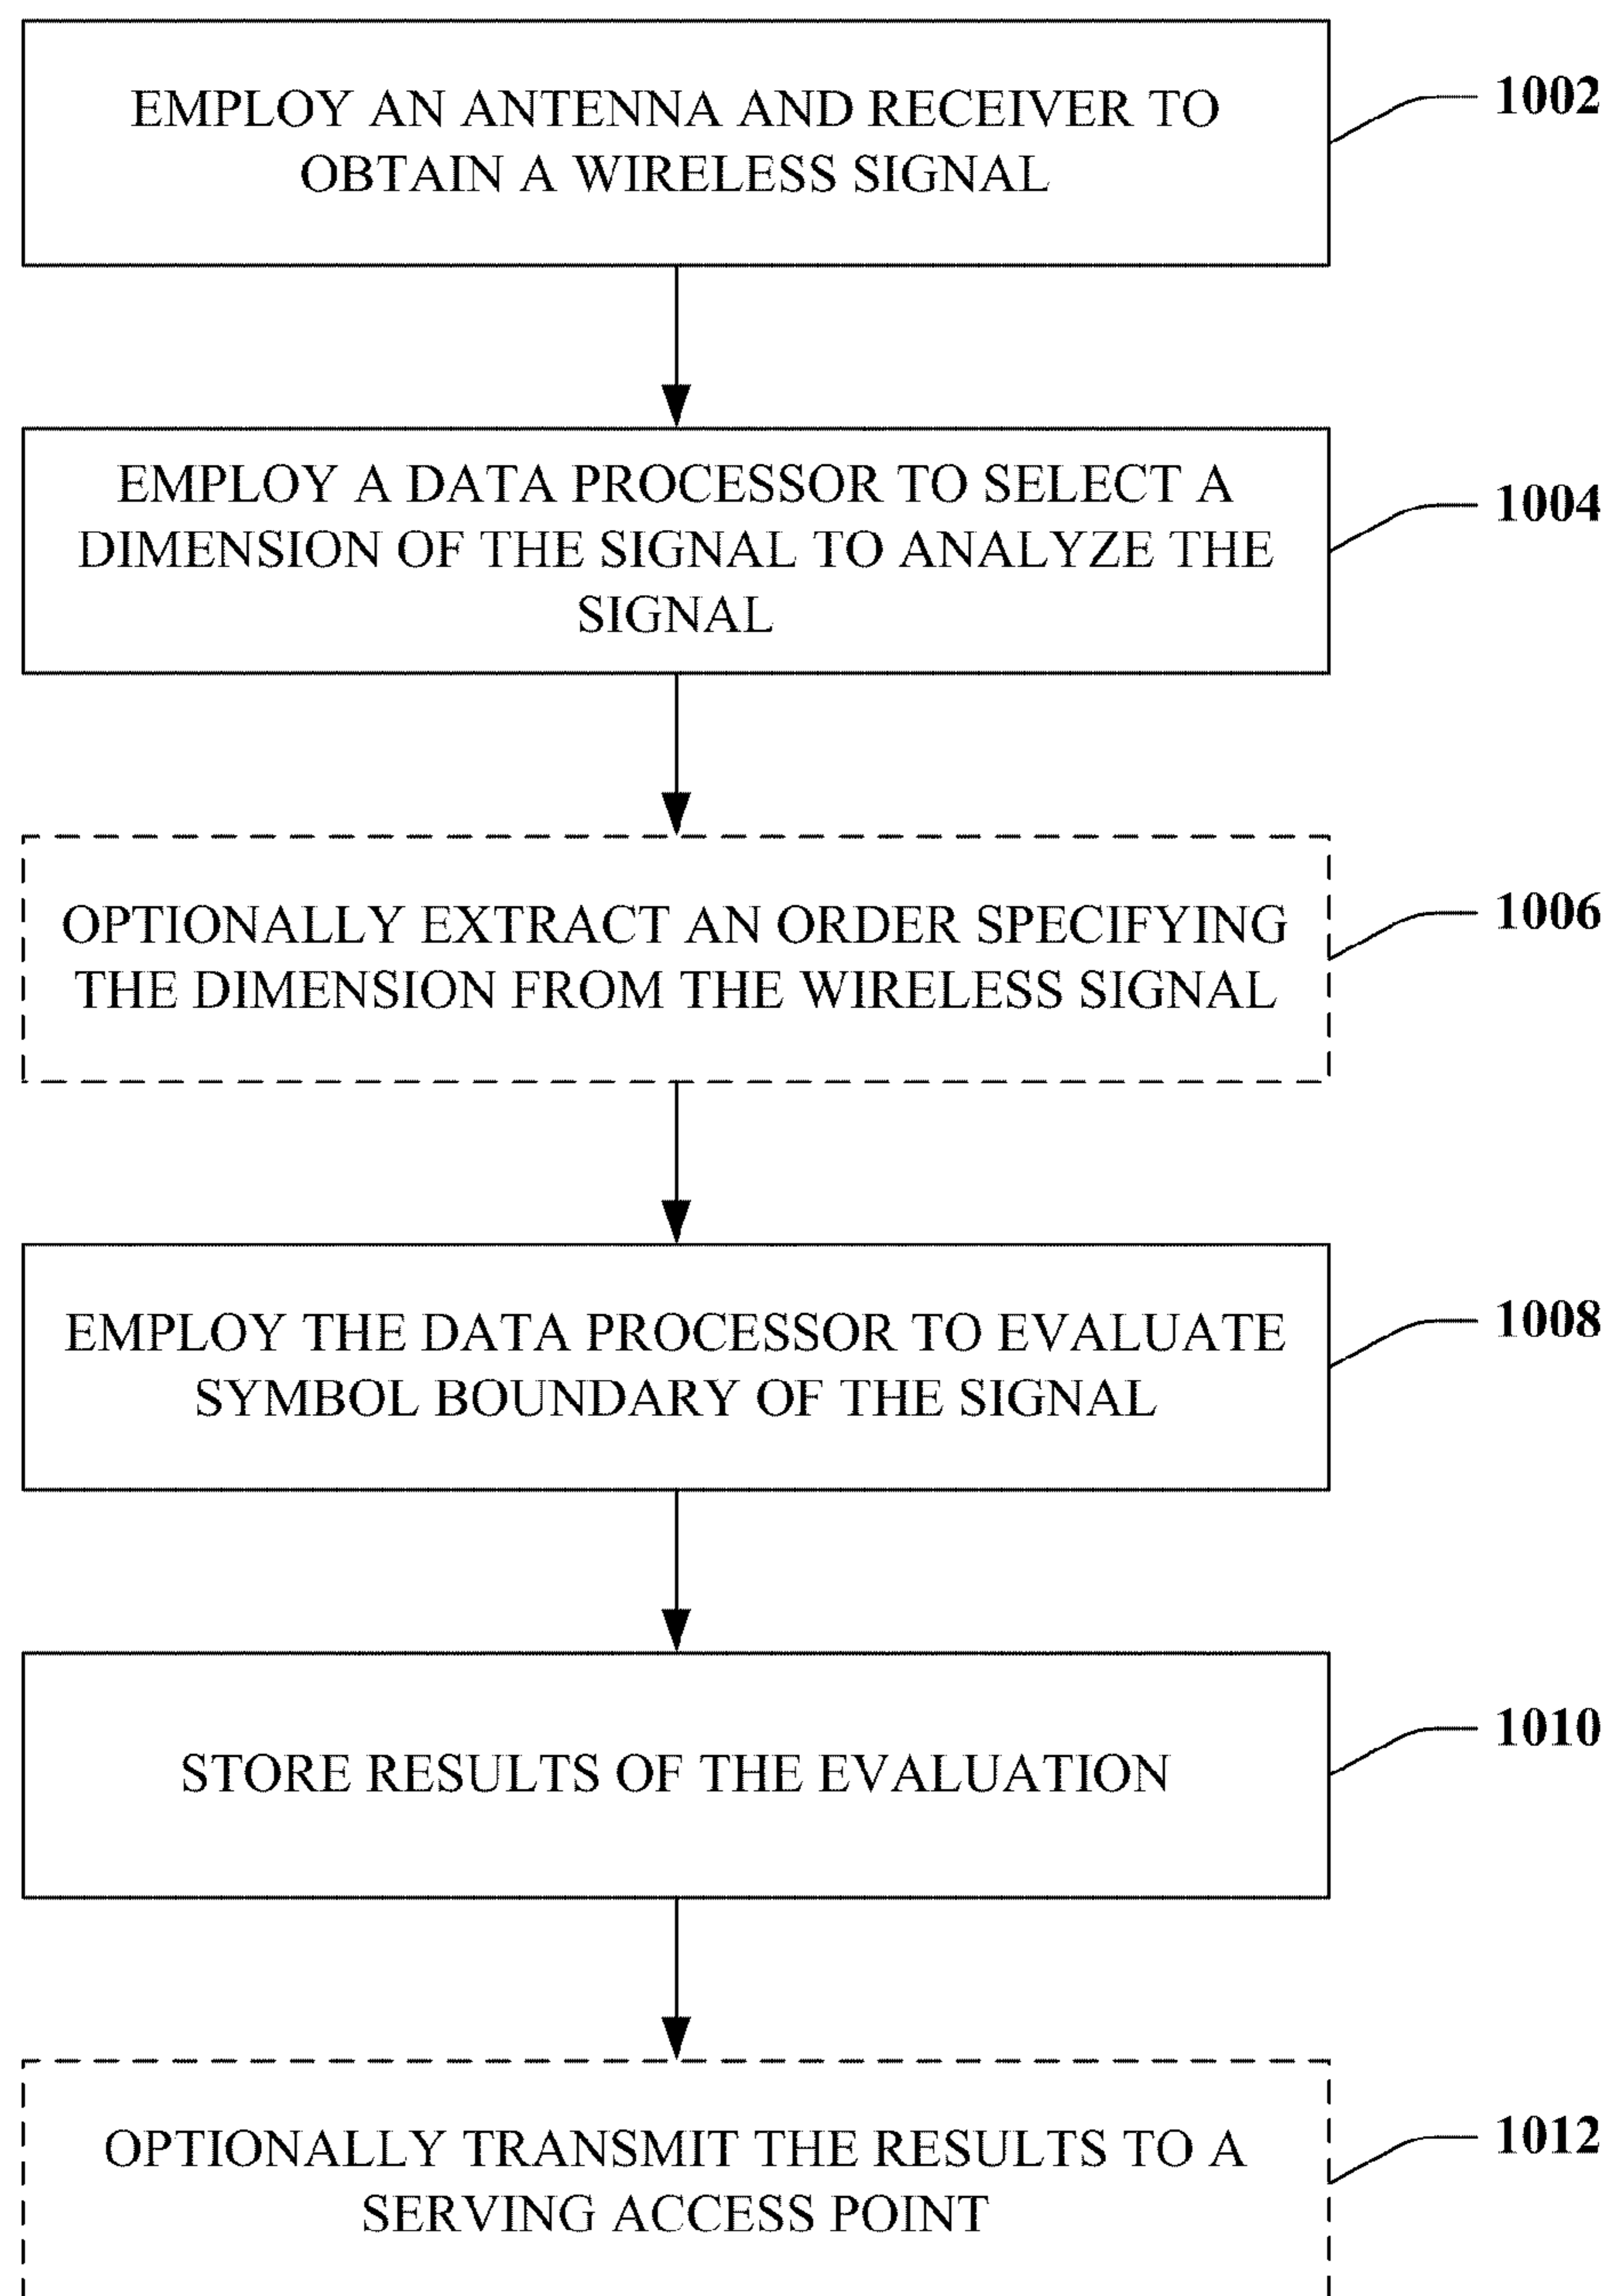 EMPLOY AN ANTENNA AND RECEIVER TO
OBTAIN A WIRELESS SIGNAL
1002
EMPLOY A DATA PROCESSOR TO SELECT A
DIMENSION OF THE SIGNAL TO ANALYZE THE
SIGNAL
1004
OPTIONALLY EXTRACT AN ORDER SPECIFYING
THE DIMENSION FROM THE WIRELESS SIGNAL
1006
EMPLOY THE DATA PROCESSOR TO EVALUATE
SYMBOL BOUNDARY OF THE SIGNAL
1008
STORE RESULTS OF THE EVALUATION
1010
OPTIONALLY TRANSMIT THE RESULTS TO A
SERVING ACCESS POINT
1012